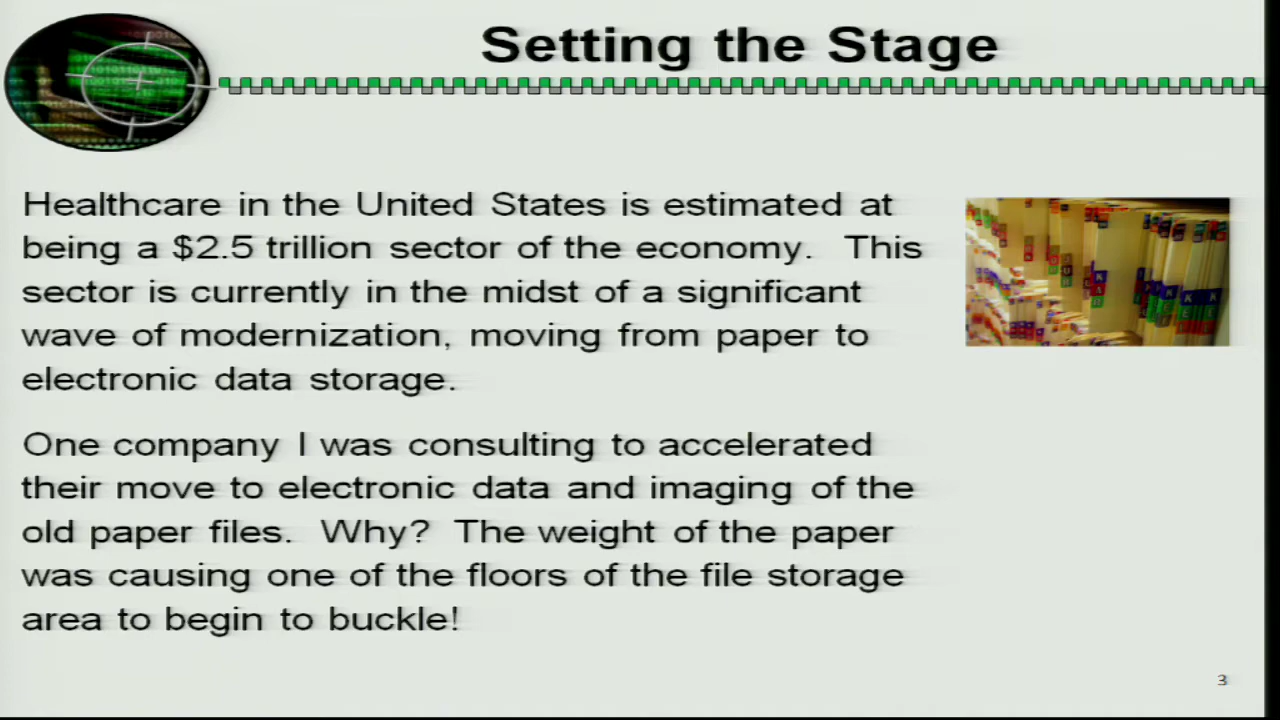 Setting the Stage
Healthcare in the United States is estimated at
being a $2.5 trillion sector of the economy. This
sector is currently in the midst of a significant
wave of modernization, moving from paper to
electronic data storage.
One company I was consulting to accelerated
their move to electronic data and imaging of the
old paper files. Why? The weight of the paper
was causing one of the floors of the file storage
area to begin to buckle!
3